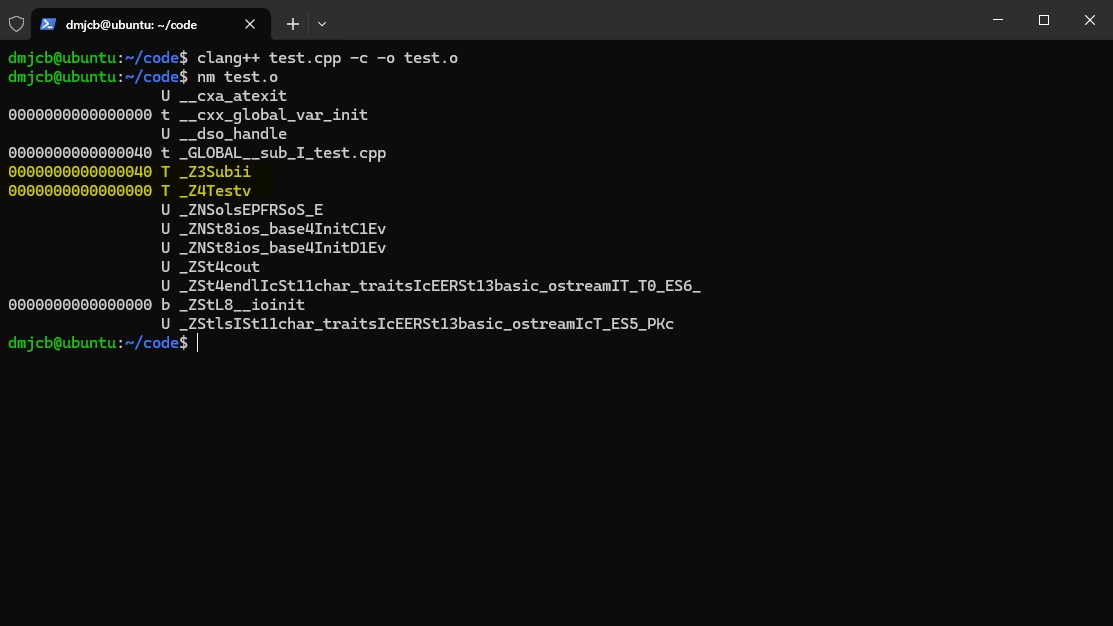 dmjcb@ubuntu: ~/code
dmjcb@ubuntu:~/code$ clang++ test.cpp -c -o test.o
dmjcb@ubuntu:~/code$ nm test.o
                 U __cxa_atexit
0000000000000000 t __cxx_global_var_init
                 U __dso_handle
0000000000000040 t _GLOBAL__sub_I_test.cpp
0000000000000040 T _Z3Subii
0000000000000000 T _Z4Testv
                 U _ZNSolsEPFRSoS_E
                 U _ZNSt8ios_base4InitC1Ev
                 U _ZNSt8ios_base4InitD1Ev
                 U _ZSt4cout
                 U _ZSt4endlIcSt11char_traitsIcEERSt13basic_ostreamIT_T0_ES6_
0000000000000000 b _ZStL8__ioinit
                 U _ZStlsISt11char_traitsIcEERSt13basic_ostreamIcT_ES5_PKc
dmjcb@ubuntu:~/code$